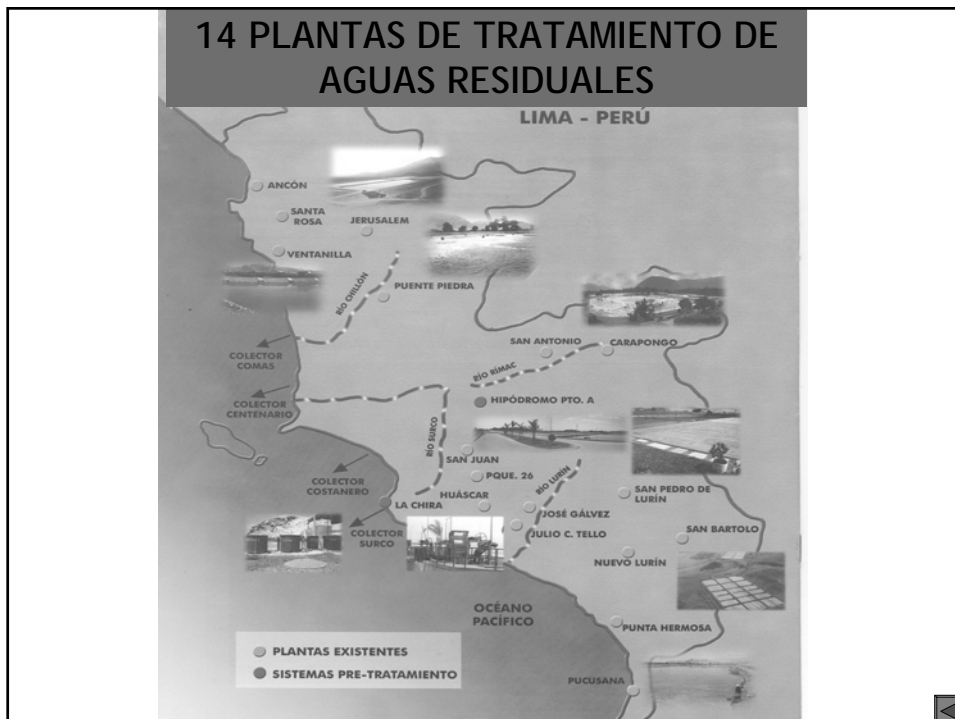 14 PLANTAS DE TRATAMIENTO DE
AGUAS RESIDUALES
LIMA - PERÚ
ANCÓN
SANTA
ROSA
JERUSALEM
VENTANILLA
RÍO CHILLÓN
PUENTE PIEDRA
COLECTOR
COMAS
SAN ANTONIO
CARAPONGO
RÍO RÍMAC
COLECTOR
CENTENARIO
HIPÓDROMO PTO. A
RÍO SURCO
SAN JUAN
COLECTOR
COSTANERO
PQUE. 26
RÍO LURÍN
HUÁSCAR
SAN PEDRO DE
LURÍN
LA CHIRA
JOSÉ GÁLVEZ
COLECTOR
SURCO
JULIO C. TELLO
SAN BARTOLO
NUEVO LURÍN
OCÉANO
PACÍFICO
PUNTA HERMOSA
PLANTAS EXISTENTES
SISTEMAS PRE-TRATAMIENTO
PUCUSANA